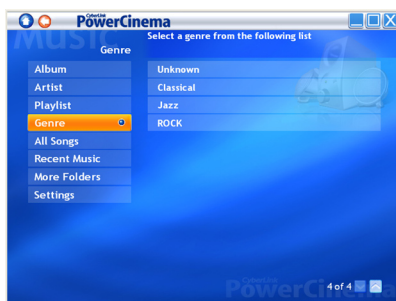 CyberLink
PowerCinema
MUSIC
Select a genre from the following list
Genre
Album
Unknown
Artist
Classical
Playlist
Jazz
Genre
ROCK
All Songs
Recent Music
More Folders
Settings
CyberLink
PowerCinema
4 of 4